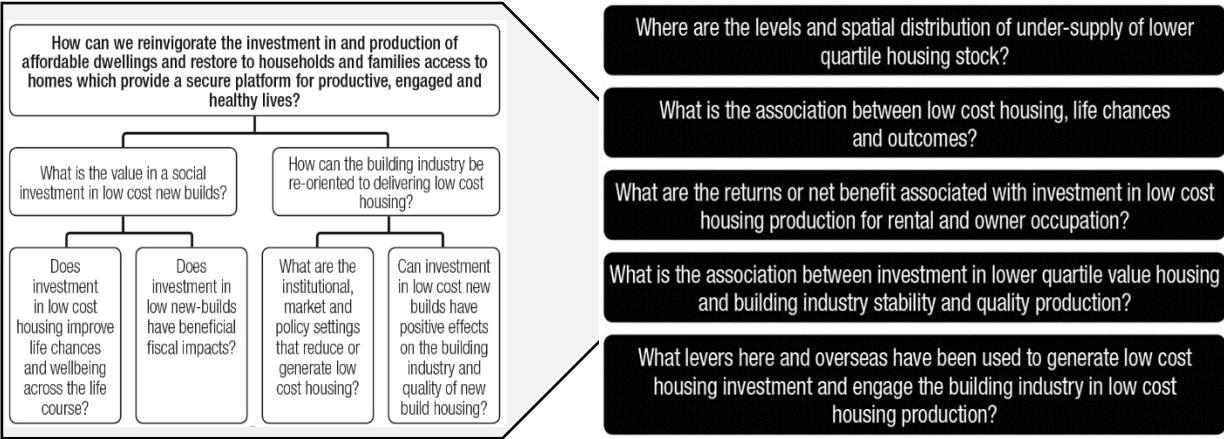 How can we reinvigorate the investment in and production of
affordable dwellings and restore to households and families access to
homes which provide a secure platform for productive, engaged and
healthy lives?
What is the value in a social
investment in low cost new builds?
How can the building industry be
re-oriented to delivering low cost
housing?
Does
investment
in low cost
housing improve
life chances
and wellbeing
across the life
course?
Does
investment in
low new-builds
have beneficial
fiscal impacts?
What are the
institutional,
market and
policy settings
that reduce or
generate low
cost housing?
Can investment
in low cost new
builds have
positive effects
on the building
industry and
quality of new
build housing?
Where are the levels and spatial distribution of under-supply of lower
quartile housing stock?
What is the association between low cost housing, life chances
and outcomes?
What are the returns or net benefit associated with investment in low cost
housing production for rental and owner occupation?
What is the association between investment in lower quartile value housing
and building industry stability and quality production?
What levers here and overseas have been used to generate low cost
housing investment and engage the building industry in low cost
housing production?